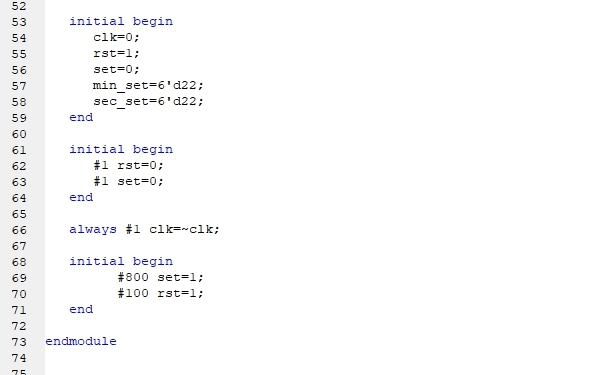 52
53 initial begin
54 clk=0;
55 rst=1;
56 set=0;
57 min_set=6'd22;
58 sec_set=6'd22;
59 end
60
61 initial begin
62 #1 rst=0;
63 #1 set=0;
64 end
65
66 always #1 clk=~clk;
67
68 initial begin
69 #800 set=1;
70 #100 rst=1;
71 end
72
73 endmodule
74
75